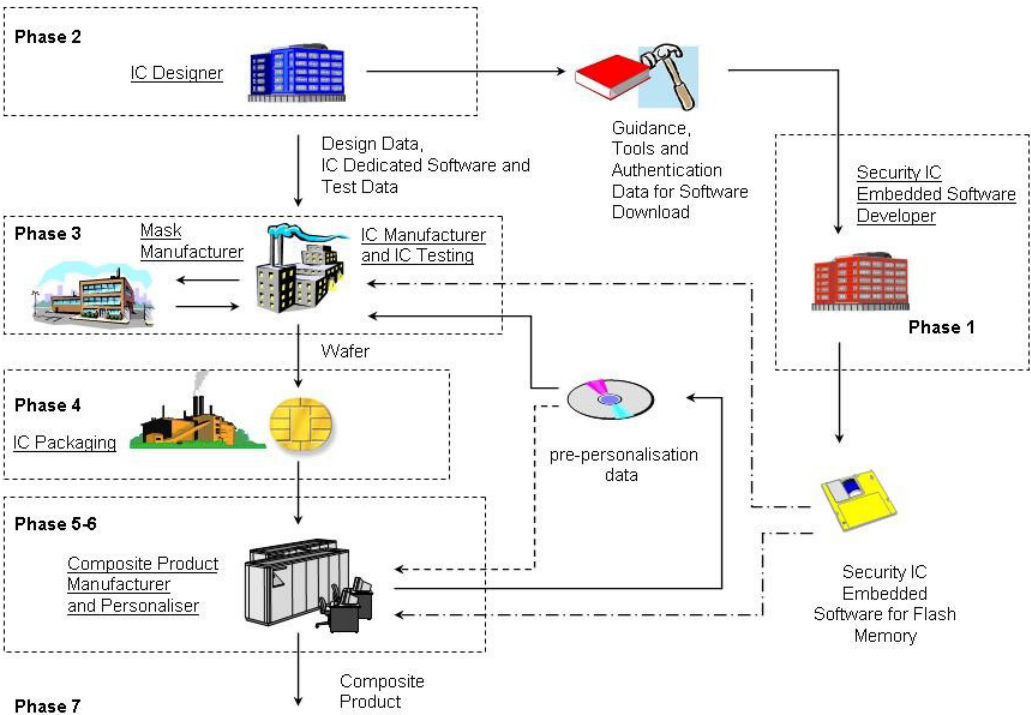 Phase 2
IC Designer
Guidance,
Tools and
Authentication
Data for Software
Download
Design Data,
IC Dedicated Software and
Test Data
Security IC
Embedded Software
Developer
Phase 1
Phase 3
Mask
Manufacturer
IC Manufacturer
and IC Testing
Wafer
Phase 4
IC Packaging
pre-personalisation
data
Phase 5-6
Composite Product
Manufacturer
and Personaliser
Security IC
Embedded
Software for Flash
Memory
Composite
Product
Phase 7